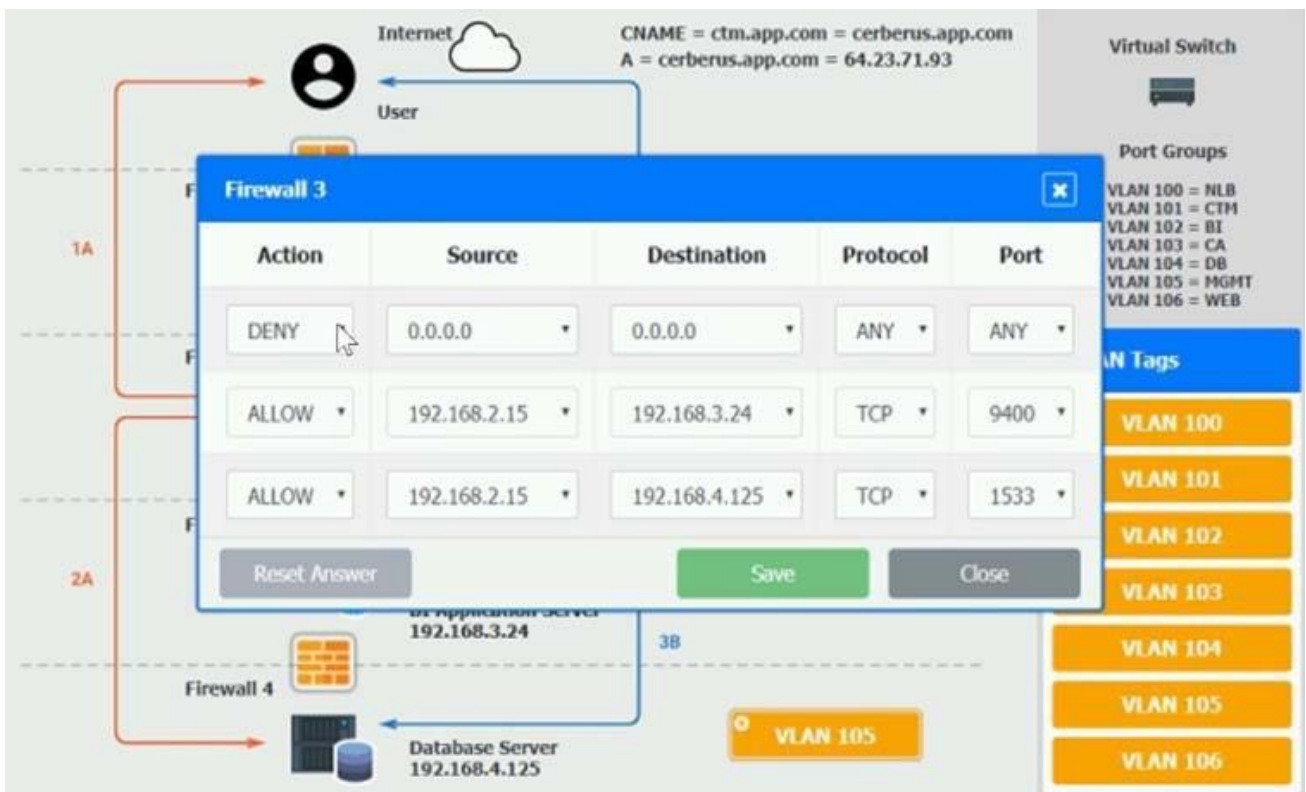 Internet
CNAME = ctm.app.com = cerberus.app.com
A = cerberus.app.com = 64.23.71.93
User
Virtual Switch
Port Groups
VLAN 100 = NLB
VLAN 101 = CTM
VLAN 102 = BI
VLAN 103 = CA
VLAN 104 = DB
VLAN 105 = MGMT
VLAN 106 = WEB
1A
F
F
F
Firewall 3
Action Source Destination Protocol Port
DENY 0.0.0.0 0.0.0.0 ANY ANY
ALLOW 192.168.2.15 192.168.3.24 TCP 9400
ALLOW 192.168.2.15 192.168.4.125 TCP 1533
Reset Answer Save Close
AN Tags
VLAN 100
VLAN 101
VLAN 102
VLAN 103
VLAN 104
VLAN 105
VLAN 106
2A
BI Application Server
192.168.3.24
3B
Firewall 4
Database Server
192.168.4.125
VLAN 105